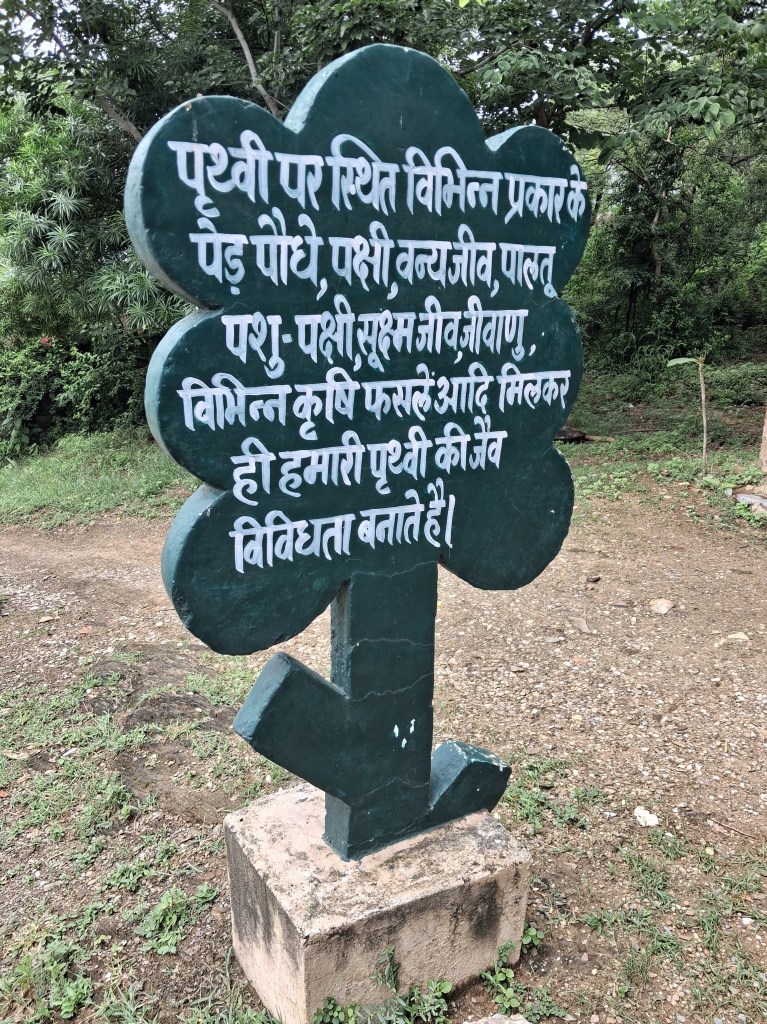 पृथ्वी पर स्थित विभिन्न प्रकार के
पेड़ पौधे, पक्षी, वन्यजीव, पालतू
पशु-पक्षी, सूक्ष्म जीव, जीवाणु,
विभिन्न कृषि फसलें आदि मिलकर
ही हमारी पृथ्वी की जैव
विविधता बनाते है।